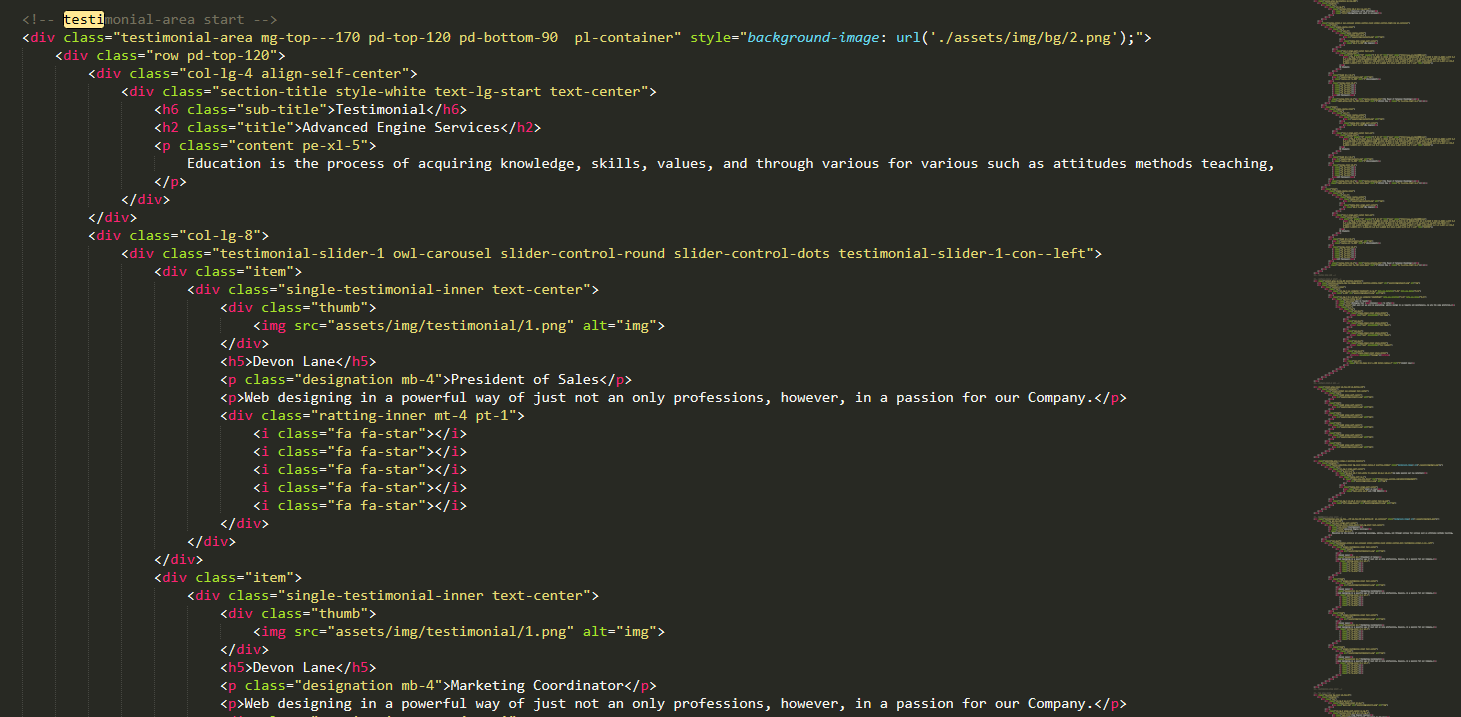 <!-- testimonial-area start -->
<div class="testimonial-area mg-top---170 pd-top-120 pd-bottom-90  pl-container" style="background-image: url('./assets/img/bg/2.png');">
<div class="row pd-top-120">
<div class="col-lg-4 align-self-center">
<div class="section-title style-white text-lg-start text-center">
<h6 class="sub-title">Testimonial</h6>
<h2 class="title">Advanced Engine Services</h2>
<p class="content pe-xl-5">
Education is the process of acquiring knowledge, skills, values, and through various for various such as attitudes methods teaching,
</p>
</div>
</div>
<div class="col-lg-8">
<div class="testimonial-slider-1 owl-carousel slider-control-round slider-control-dots testimonial-slider-1-con--left">
<div class="item">
<div class="single-testimonial-inner text-center">
<div class="thumb">
<img src="assets/img/testimonial/1.png" alt="img">
</div>
<h5>Devon Lane</h5>
<p class="designation mb-4">President of Sales</p>
<p>Web designing in a powerful way of just not an only professions, however, in a passion for our Company.</p>
<div class="ratting-inner mt-4 pt-1">
<i class="fa fa-star"></i>
<i class="fa fa-star"></i>
<i class="fa fa-star"></i>
<i class="fa fa-star"></i>
<i class="fa fa-star"></i>
</div>
</div>
</div>
<div class="item">
<div class="single-testimonial-inner text-center">
<div class="thumb">
<img src="assets/img/testimonial/1.png" alt="img">
</div>
<h5>Devon Lane</h5>
<p class="designation mb-4">Marketing Coordinator</p>
<p>Web designing in a powerful way of just not an only professions, however, in a passion for our Company.</p>